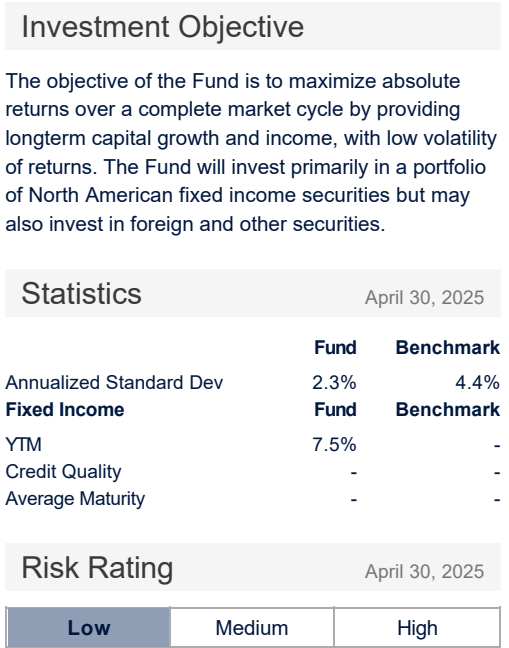 Investment Objective
The objective of the Fund is to maximize absolute
returns over a complete market cycle by providing
longterm capital growth and income, with low volatility
of returns. The Fund will invest primarily in a portfolio
of North American fixed income securities but may
also invest in foreign and other securities.
Statistics April 30, 2025
Fund Benchmark
Annualized Standard Dev 2.3% 4.4%
Fixed Income Fund Benchmark
YTM 7.5% -
Credit Quality - -
Average Maturity - -
Risk Rating April 30, 2025
Low Medium High